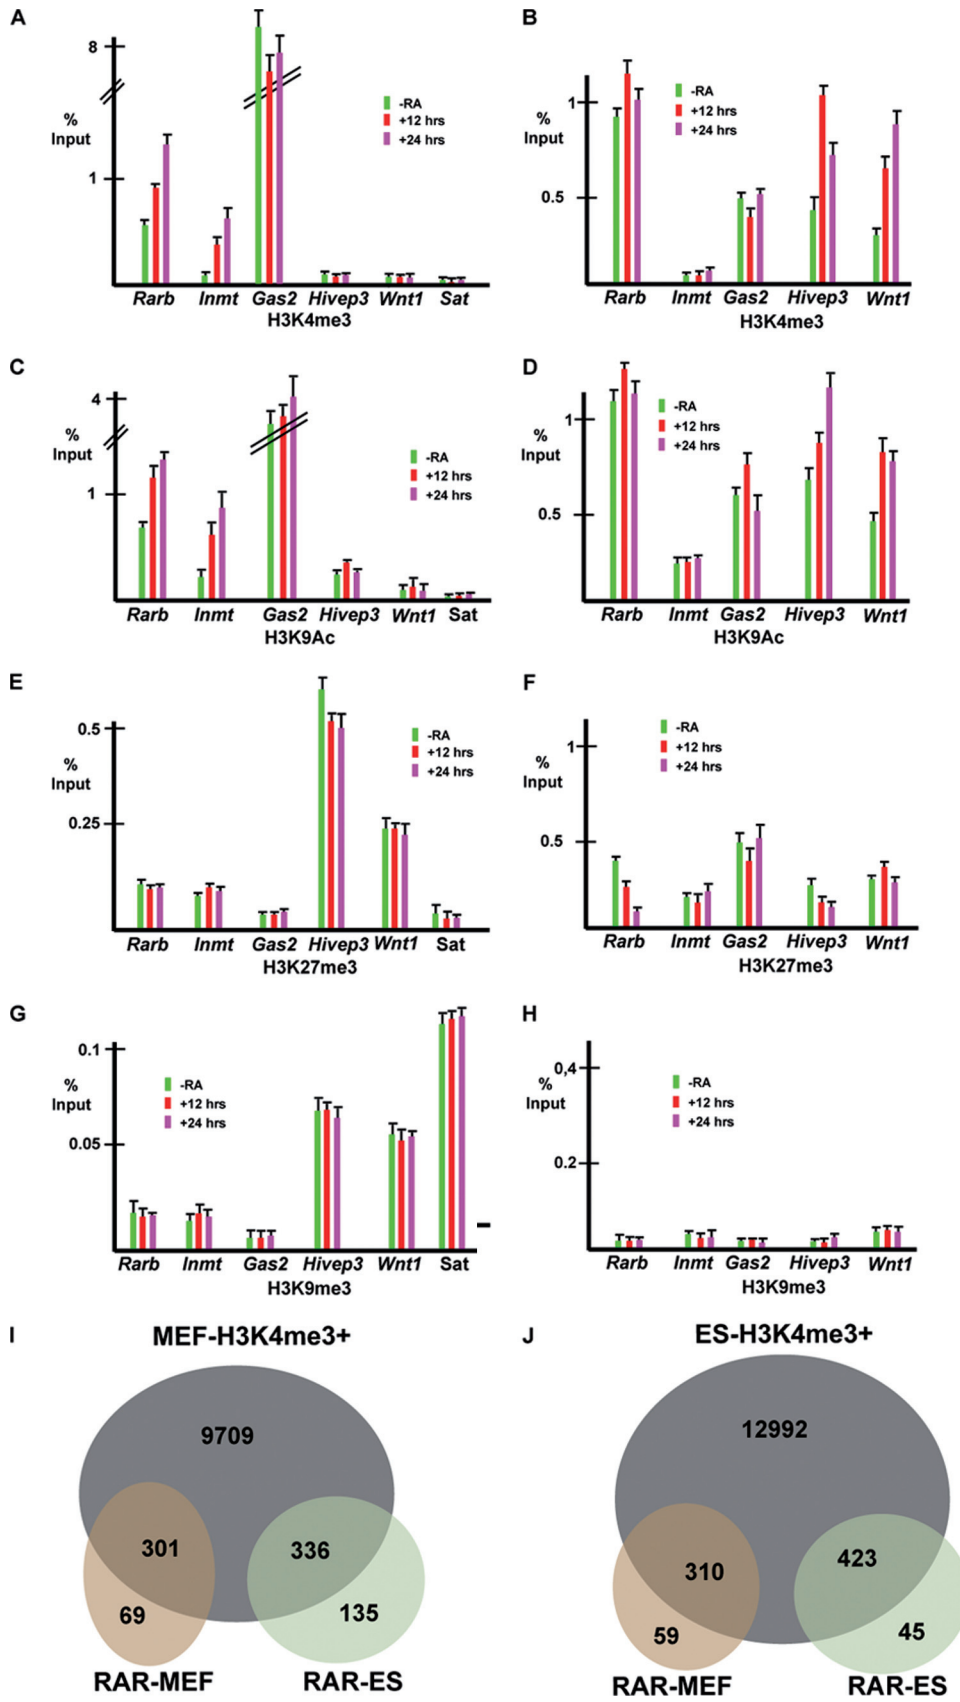 A
8
%
Input
1
-RA
+12 hrs
+24 hrs
Rarb Inmt Gas2 Hivep3 Wnt1 Sat
H3K4me3
B
1
%
Input
0.5
-RA
+12 hrs
+24 hrs
Rarb Inmt Gas2 Hivep3 Wnt1
H3K4me3
C
4
%
Input
1
-RA
+12 hrs
+24 hrs
Rarb Inmt Gas2 Hivep3 Wnt1 Sat
H3K9Ac
D
1
%
Input
0.5
-RA
+12 hrs
+24 hrs
Rarb Inmt Gas2 Hivep3 Wnt1
H3K9Ac
E
0.5
%
Input
0.25
-RA
+12 hrs
+24 hrs
Rarb Inmt Gas2 Hivep3 Wnt1 Sat
H3K27me3
F
1
%
Input
0.5
-RA
+12 hrs
+24 hrs
Rarb Inmt Gas2 Hivep3 Wnt1
H3K27me3
G
0.1
%
Input
0.05
-RA
+12 hrs
+24 hrs
Rarb Inmt Gas2 Hivep3 Wnt1 Sat
H3K9me3
H
0,4
%
Input
0.2
-RA
+12 hrs
+24 hrs
Rarb Inmt Gas2 Hivep3 Wnt1
H3K9me3
I
MEF-H3K4me3+
9709
301
336
69
135
RAR-MEF
RAR-ES
J
ES-H3K4me3+
12992
310
423
59
45
RAR-MEF
RAR-ES